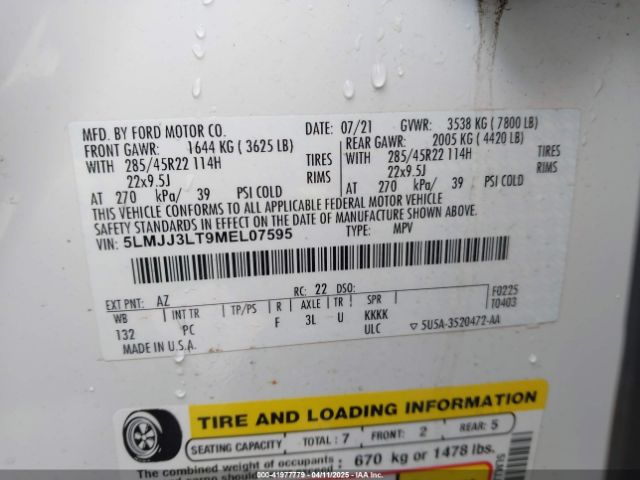 MFD. BY FORD MOTOR CO. DATE: 07/21 GVWR: 3538 KG ( 7800 LB)
FRONT GAWR: 1644 KG ( 3625 LB) REAR GAWR: 2005 KG ( 4420 LB)
WITH 285/45R22 114H TIRES WITH 285/45R22 114H TIRES
22x9.5J RIMS 22x9.5J RIMS
AT 270 kPa/ 39 PSI COLD AT 270 kPa/ 39 PSI COLD
THIS VEHICLE CONFORMS TO ALL APPLICABLE FEDERAL MOTOR VEHICLE
SAFETY STANDARDS IN EFFECT ON THE DATE OF MANUFACTURE SHOWN ABOVE.
VIN: 5LMJJ3LT9MEL07595 TYPE: MPV
EXT PNT: AZ RC: 22 DSO: F0225
WB INT TR TP/PS R AXLE TR SPR T0403
132 PC F 3L U KKKK
ULC
MADE IN U.S.A. ▽ 5U5A-3520472-AA
TIRE AND LOADING INFORMATION
SEATING CAPACITY TOTAL: 7 FRONT: 2 REAR: 5
The combined weight of occupants 670 kg or 1478 lbs.
Copart: 41977779 - 04/11/2025 - IAA Inc.